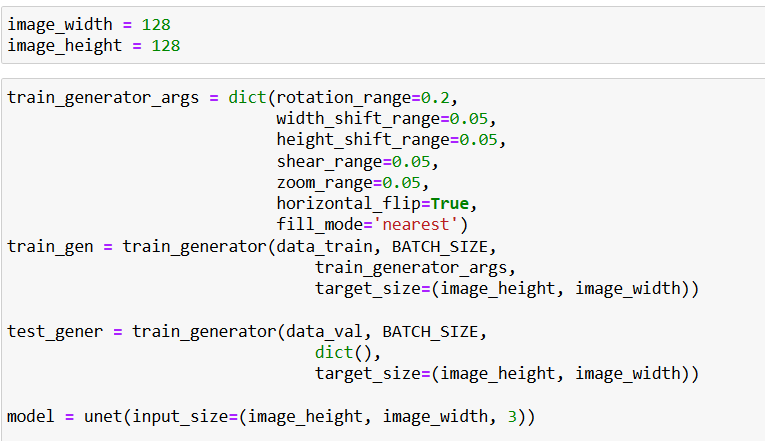 image_width = 128
image_height = 128
train_generator_args = dict(rotation_range=0.2,
                            width_shift_range=0.05,
                            height_shift_range=0.05,
                            shear_range=0.05,
                            zoom_range=0.05,
                            horizontal_flip=True,
                            fill_mode='nearest')
train_gen = train_generator(data_train, BATCH_SIZE,
                                train_generator_args,
                                target_size=(image_height, image_width))
test_gener = train_generator(data_val, BATCH_SIZE,
                                dict(),
                                target_size=(image_height, image_width))
model = unet(input_size=(image_height, image_width, 3))